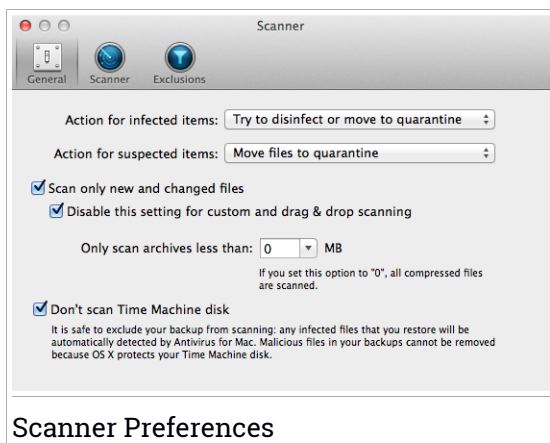 Scanner
General Scanner Exclusions
Action for infected items: Try to disinfect or move to quarantine
Action for suspected items: Move files to quarantine
Scan only new and changed files
Disable this setting for custom and drag & drop scanning
Only scan archives less than: 0 MB
If you set this option to "0", all compressed files
are scanned.
Don't scan Time Machine disk
It is safe to exclude your backup from scanning: any infected files that you restore will be
automatically detected by Antivirus for Mac. Malicious files in your backups cannot be removed
because OS X protects your Time Machine disk.
Scanner Preferences